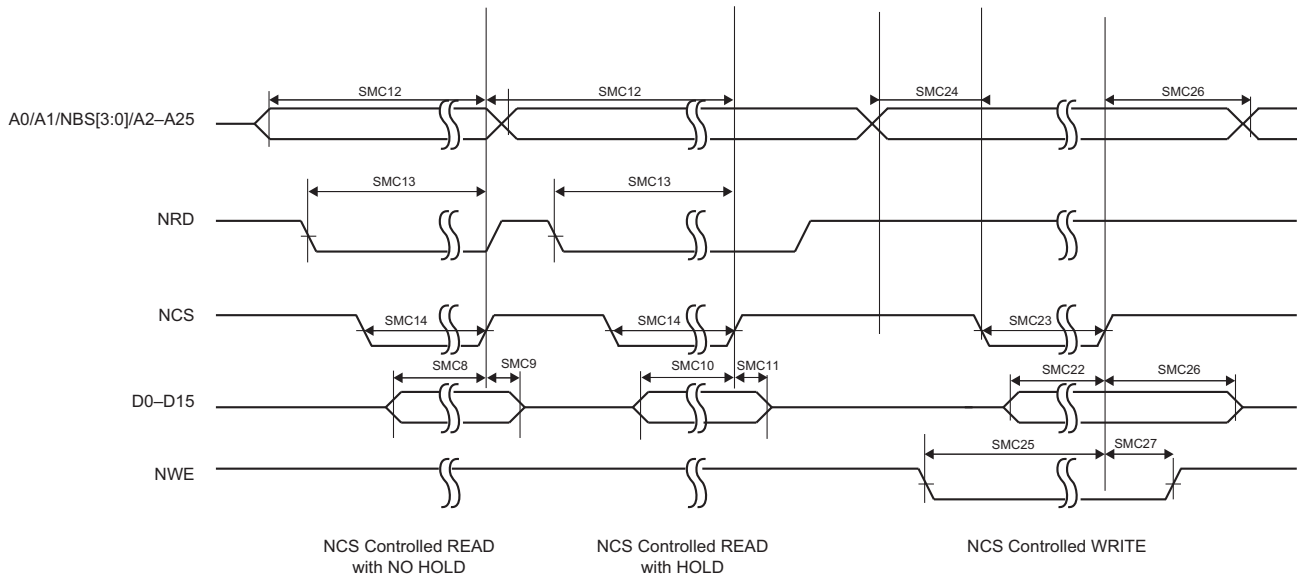 SMC12
SMC12
SMC24
SMC26
A0/A1/NBS[3:0]/A2–A25
SMC13
SMC13
NRD
NCS
SMC14
SMC14
SMC23
SMC8
SMC9
SMC10
SMC11
SMC22
SMC26
D0–D15
SMC25
SMC27
NWE
NCS Controlled READ
with NO HOLD
NCS Controlled READ
with HOLD
NCS Controlled WRITE